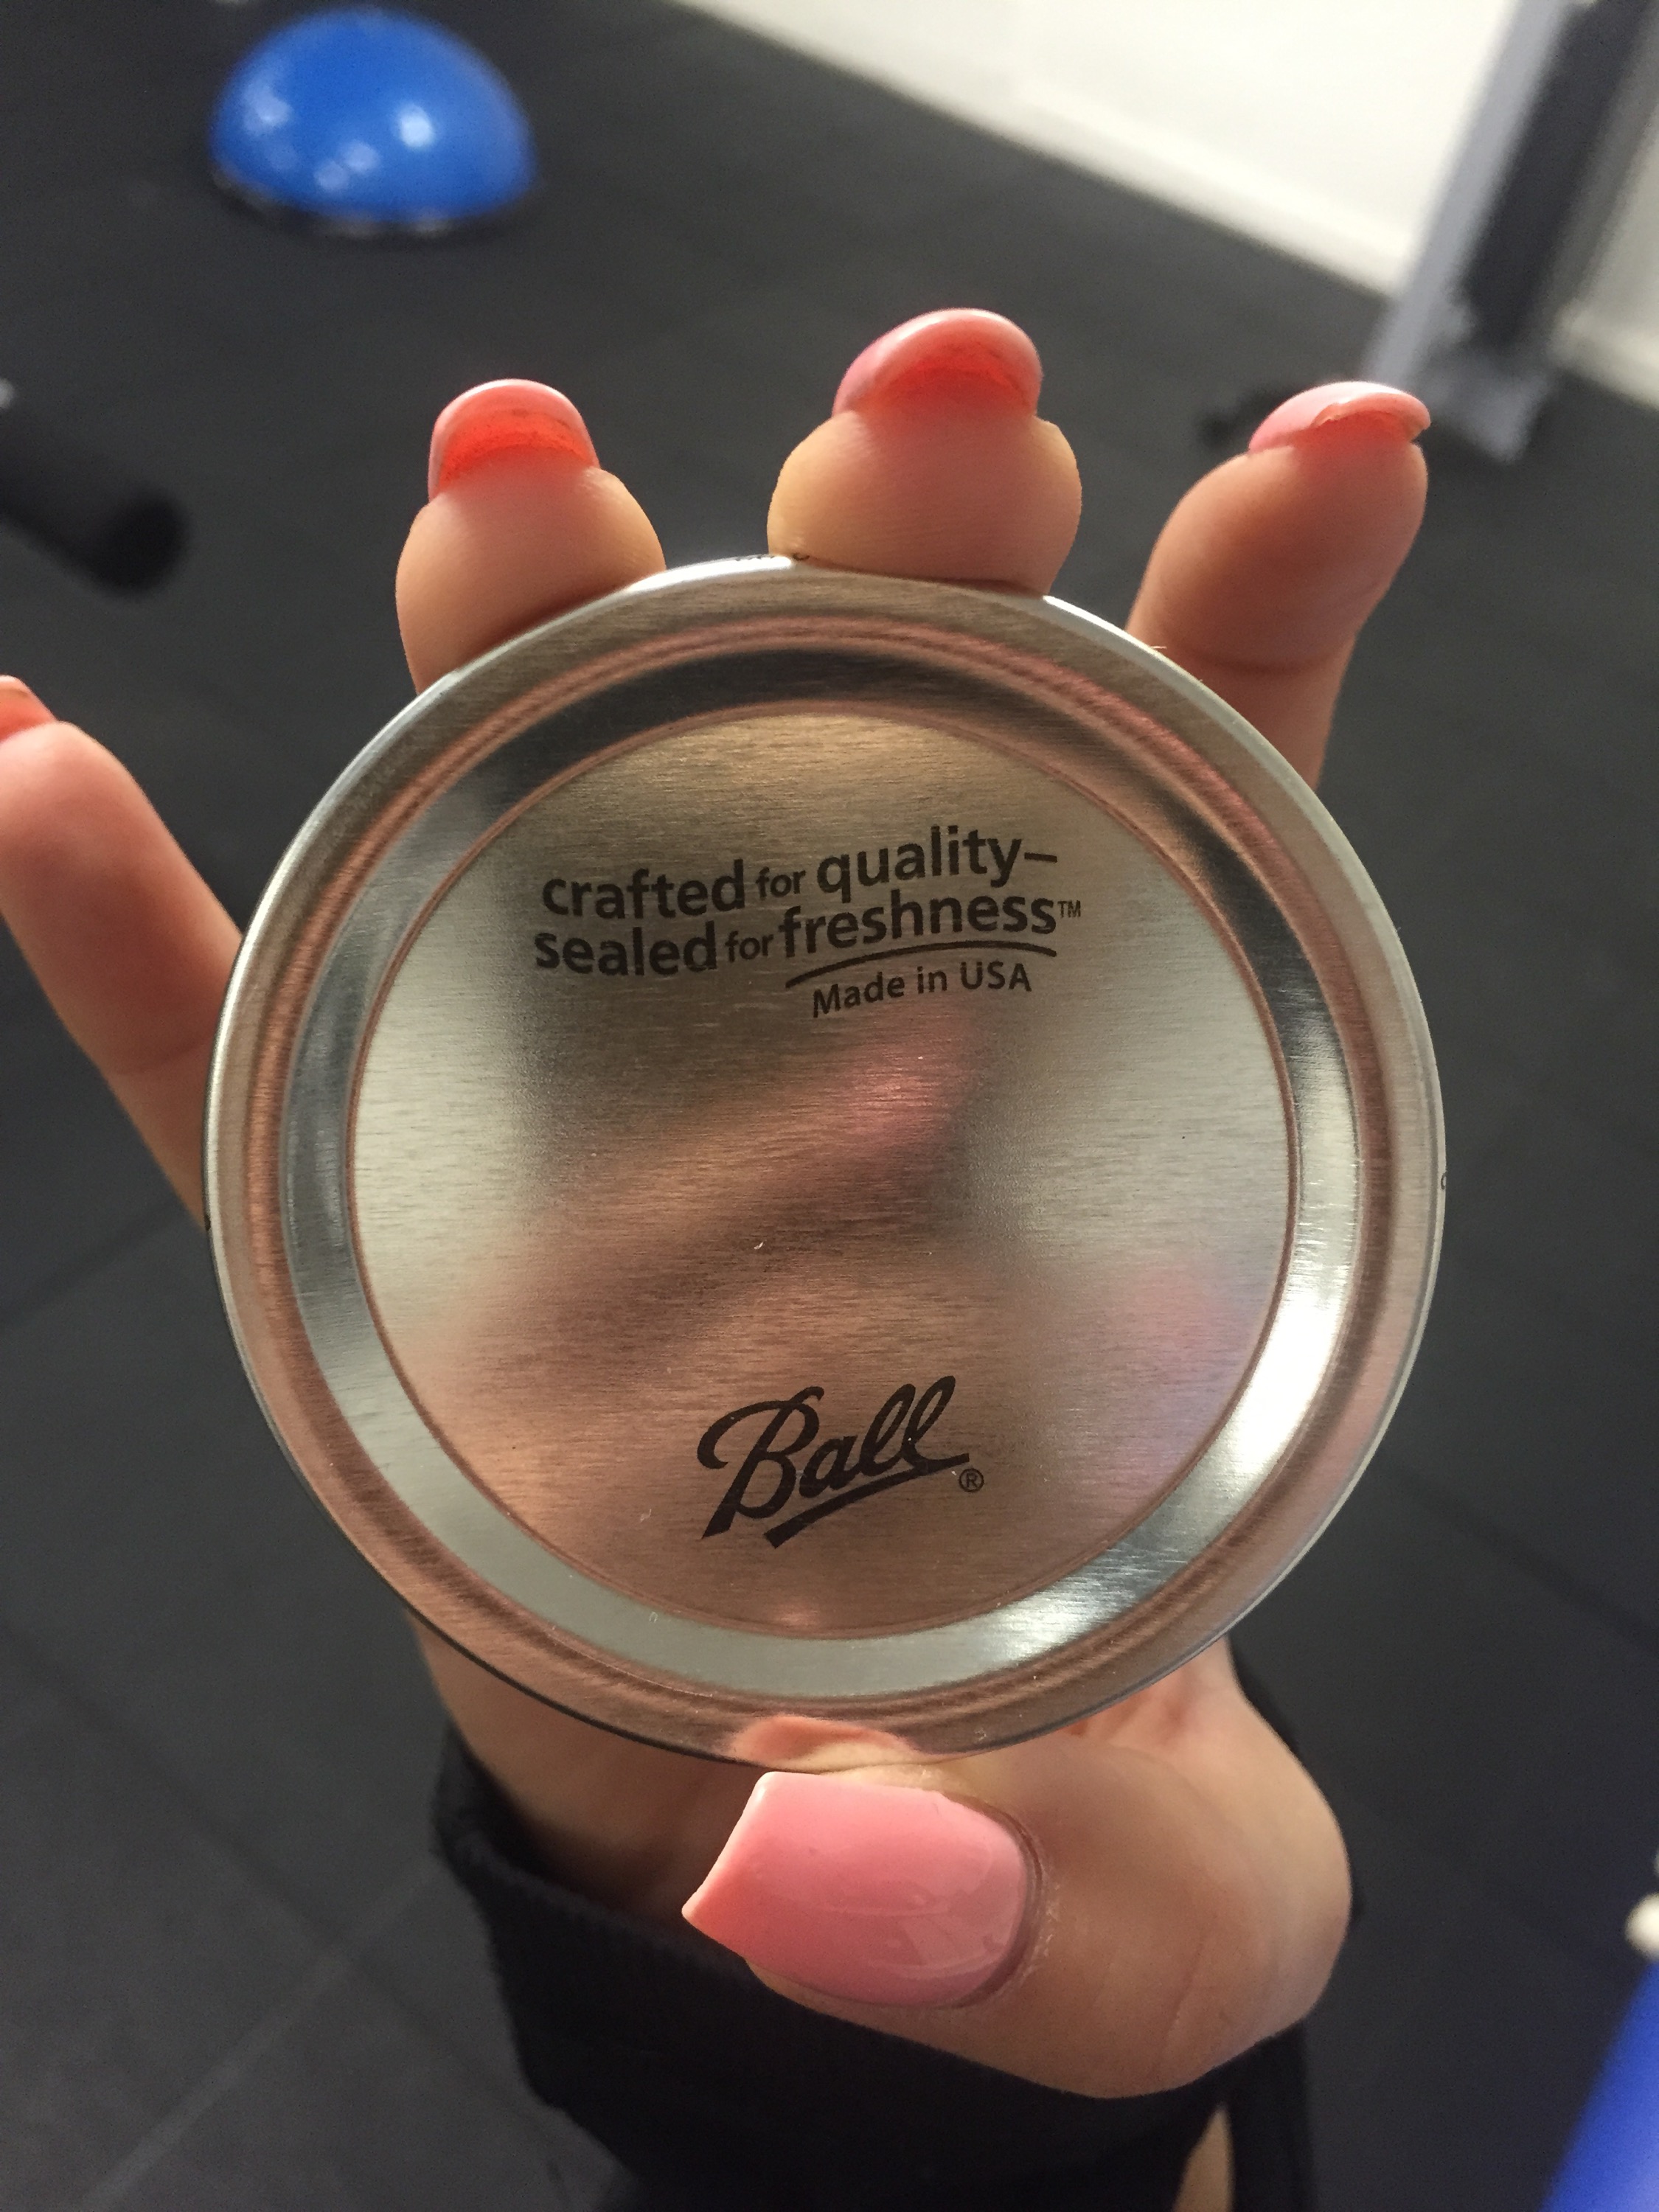 crafted for quality–
sealed for freshness™
Made in USA
Ball®